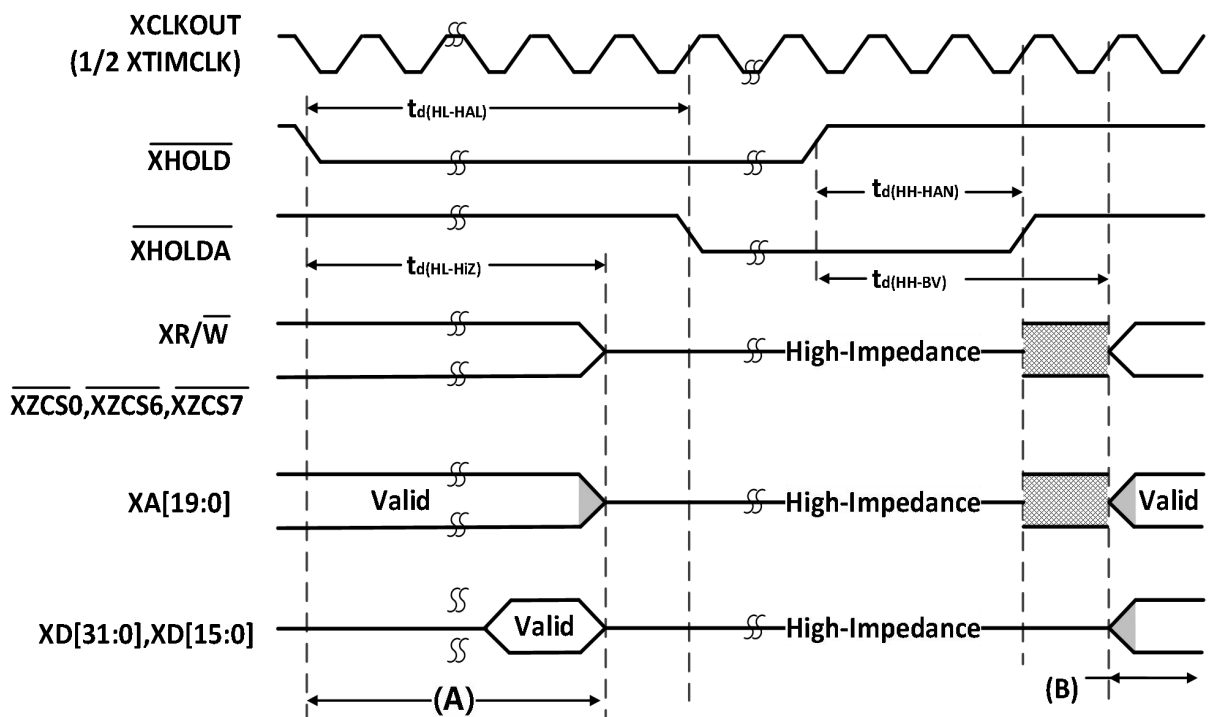 XCLKOUT
(1/2 XTIMCLK)
td(HL-HAL)
XHOLD
td(HH-HAN)
XHOLDA
td(HL-HiZ)
td(HH-BV)
XR/W
High-Impedance
XZCS0,XZCS6,XZCS7
XA[19:0]
Valid
High-Impedance
Valid
XD[31:0],XD[15:0]
Valid
High-Impedance
(A)
(B)